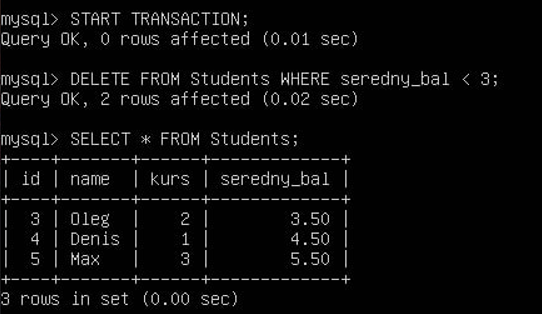 mysql> START TRANSACTION;
Query OK, 0 rows affected (0.01 sec)
mysql> DELETE FROM Students WHERE seredny_bal < 3;
Query OK, 2 rows affected (0.02 sec)
mysql> SELECT * FROM Students;
+----+-------+------+-------------+
| id | name  | kurs | seredny_bal |
+----+-------+------+-------------+
|  3 | Oleg  |    2 |        3.50 |
|  4 | Denis |    1 |        4.50 |
|  5 | Max   |    3 |        5.50 |
+----+-------+------+-------------+
3 rows in set (0.00 sec)